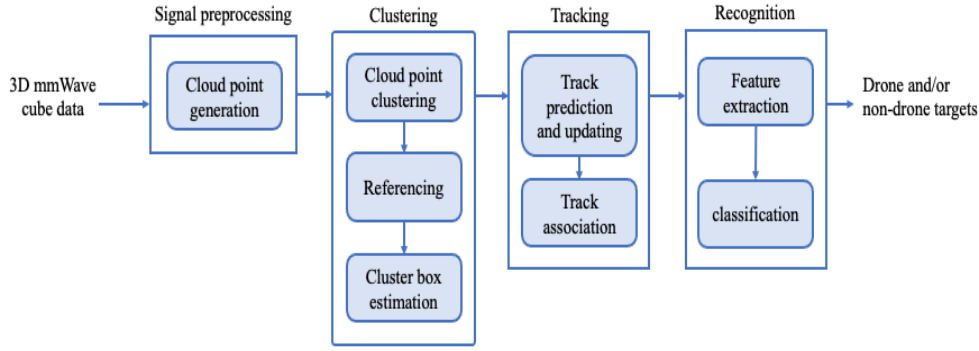 Signal preprocessing
Clustering
Tracking
Recognition
3D mmWave
cube data
Cloud point
generation
Cloud point
clustering
Referencing
Cluster box
estimation
Track
prediction
and updating
Track
association
Feature
extraction
classification
Drone and/or
non-drone targets